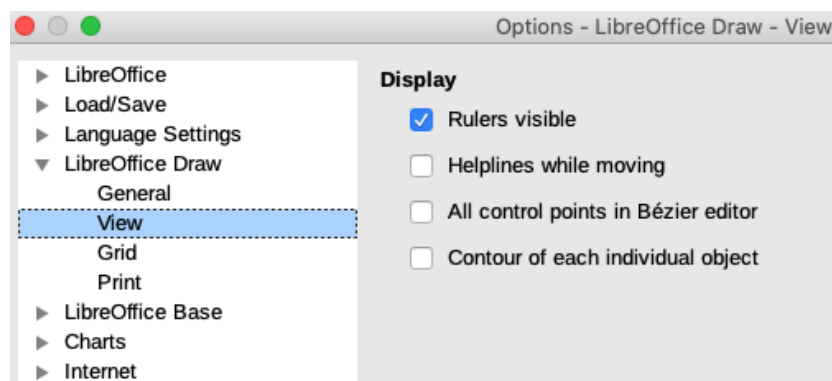 Options - LibreOffice Draw - View
LibreOffice
Load/Save
Language Settings
LibreOffice Draw
General
View
Grid
Print
LibreOffice Base
Charts
Internet
Display
Rulers visible
Helplines while moving
All control points in Bézier editor
Contour of each individual object